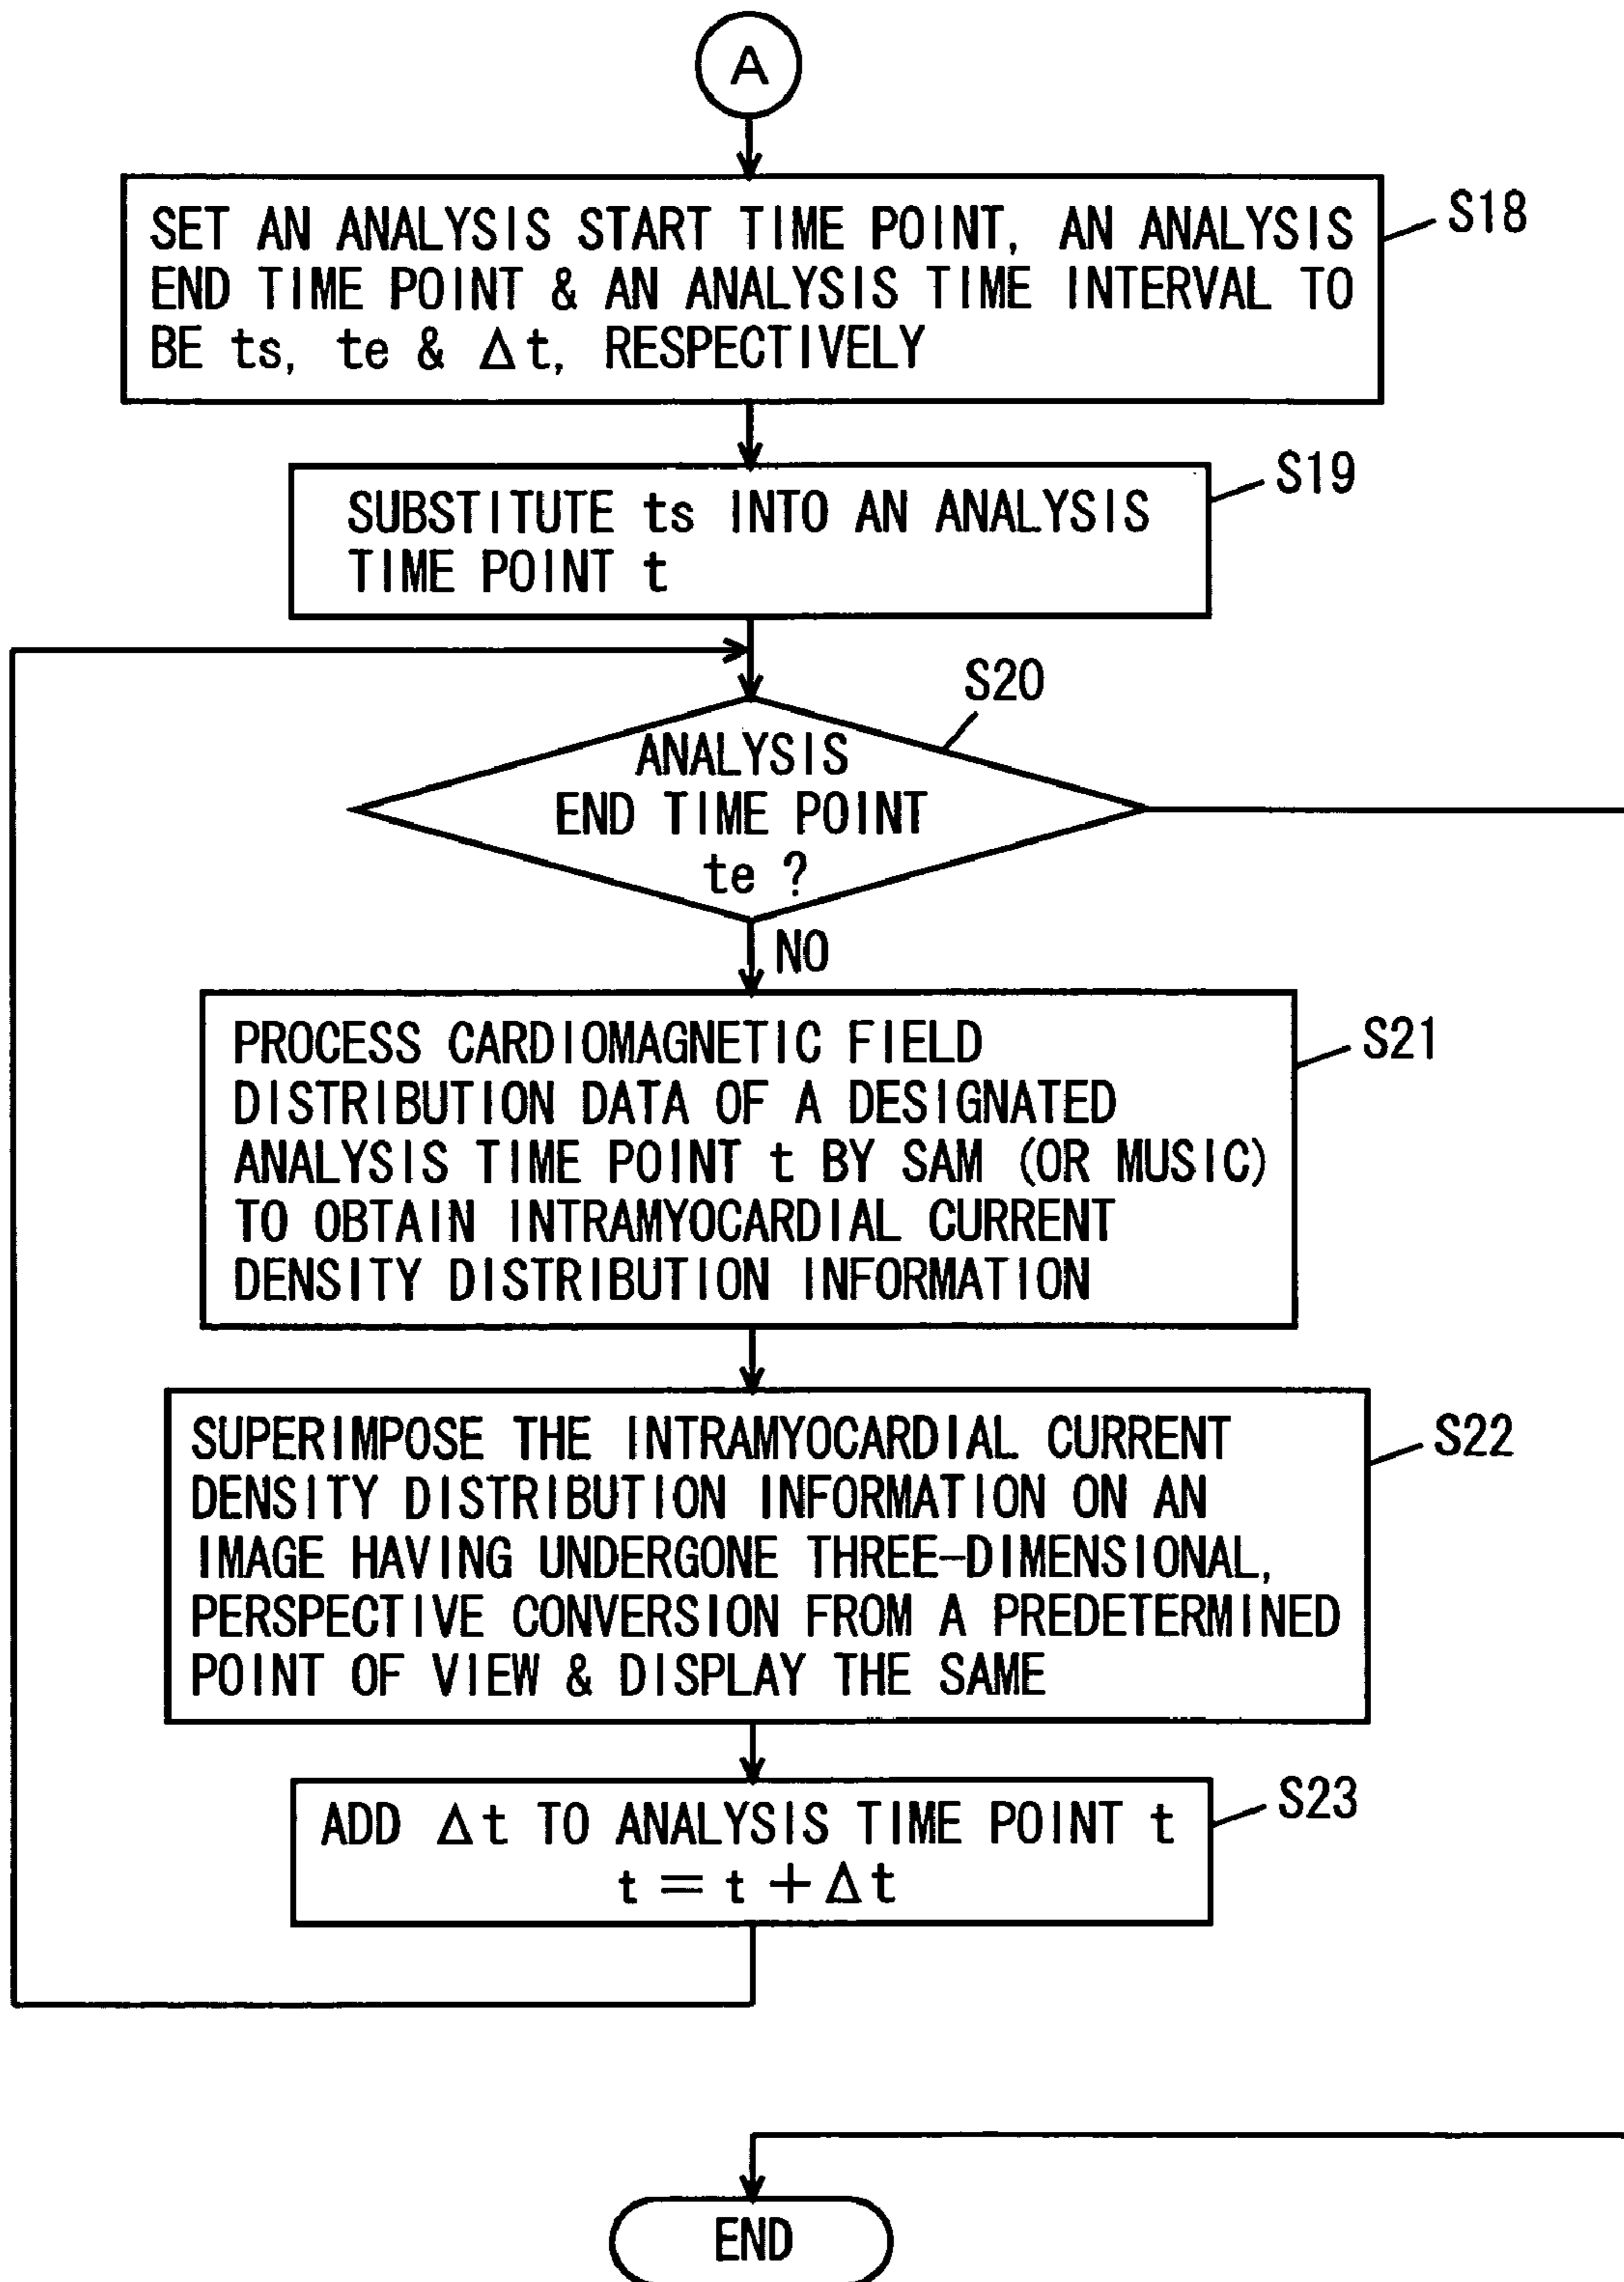 A
SET AN ANALYSIS START TIME POINT, AN ANALYSIS
END TIME POINT & AN ANALYSIS TIME INTERVAL TO
BE ts, te & Δt, RESPECTIVELY
S18
SUBSTITUTE ts INTO AN ANALYSIS
TIME POINT t
S19
S20
ANALYSIS
END TIME POINT
te ?
NO
PROCESS CARDIOMAGNETIC FIELD
DISTRIBUTION DATA OF A DESIGNATED
ANALYSIS TIME POINT t BY SAM (OR MUSIC)
TO OBTAIN INTRAMYOCARDIAL CURRENT
DENSITY DISTRIBUTION INFORMATION
S21
SUPERIMPOSE THE INTRAMYOCARDIAL CURRENT
DENSITY DISTRIBUTION INFORMATION ON AN
IMAGE HAVING UNDERGONE THREE-DIMENSIONAL,
PERSPECTIVE CONVERSION FROM A PREDETERMINED
POINT OF VIEW & DISPLAY THE SAME
S22
ADD Δt TO ANALYSIS TIME POINT t
t = t + Δt
S23
END